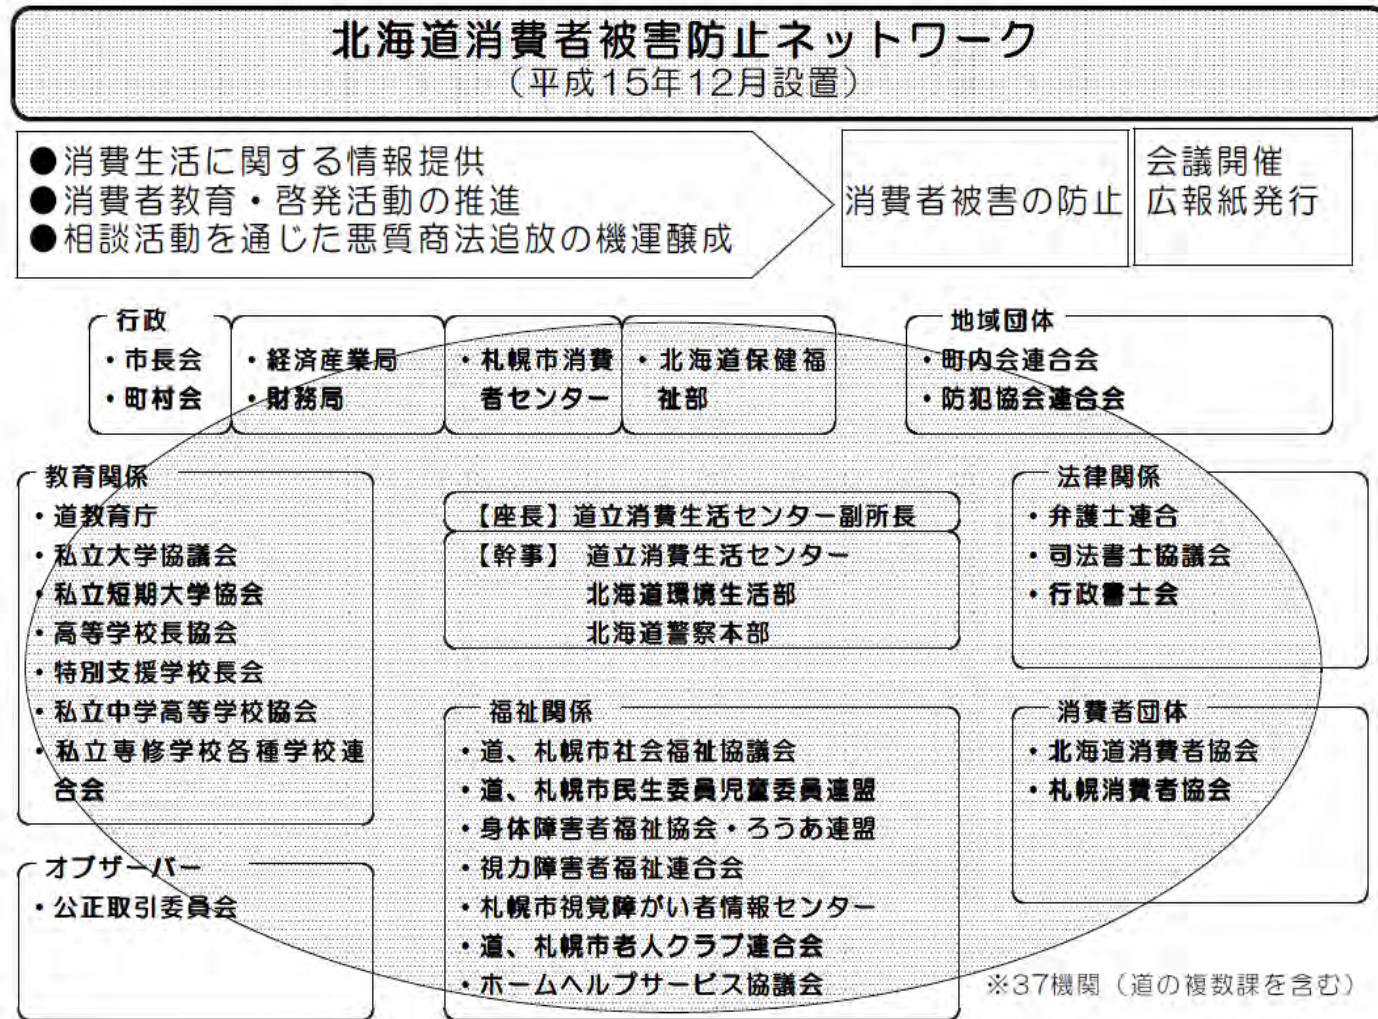 北海道消費者被害防止ネットワーク
（平成15年12月設置）
●消費生活に関する情報提供
●消費者教育・啓発活動の推進
●相談活動を通じた悪質商法追放の機運醸成
消費者被害の防止
会議開催
広報紙発行
行政
・市長会
・町村会
・経済産業局
・財務局
・札幌市消費
者センター
・北海道保健福
祉部
地域団体
・町内会連合会
・防犯協会連合会
教育関係
・道教育庁
・私立大学協議会
・私立短期大学協会
・高等学校長協会
・特別支援学校長会
・私立中学高等学校協会
・私立専修学校各種学校連
合会
【座長】道立消費生活センター副所長
【幹事】 道立消費生活センター
北海道環境生活部
北海道警察本部
法律関係
・弁護士連合
・司法書士協議会
・行政書士会
福祉関係
・道、札幌市社会福祉協議会
・道、札幌市民生委員児童委員連盟
・身体障害者福祉協会・ろうあ連盟
・視力障害者福祉連合会
・札幌市視覚障がい者情報センター
・道、札幌市老人クラブ連合会
・ホームヘルプサービス協議会
消費者団体
・北海道消費者協会
・札幌消費者協会
オブザーバー
・公正取引委員会
※37機関（道の複数課を含む）